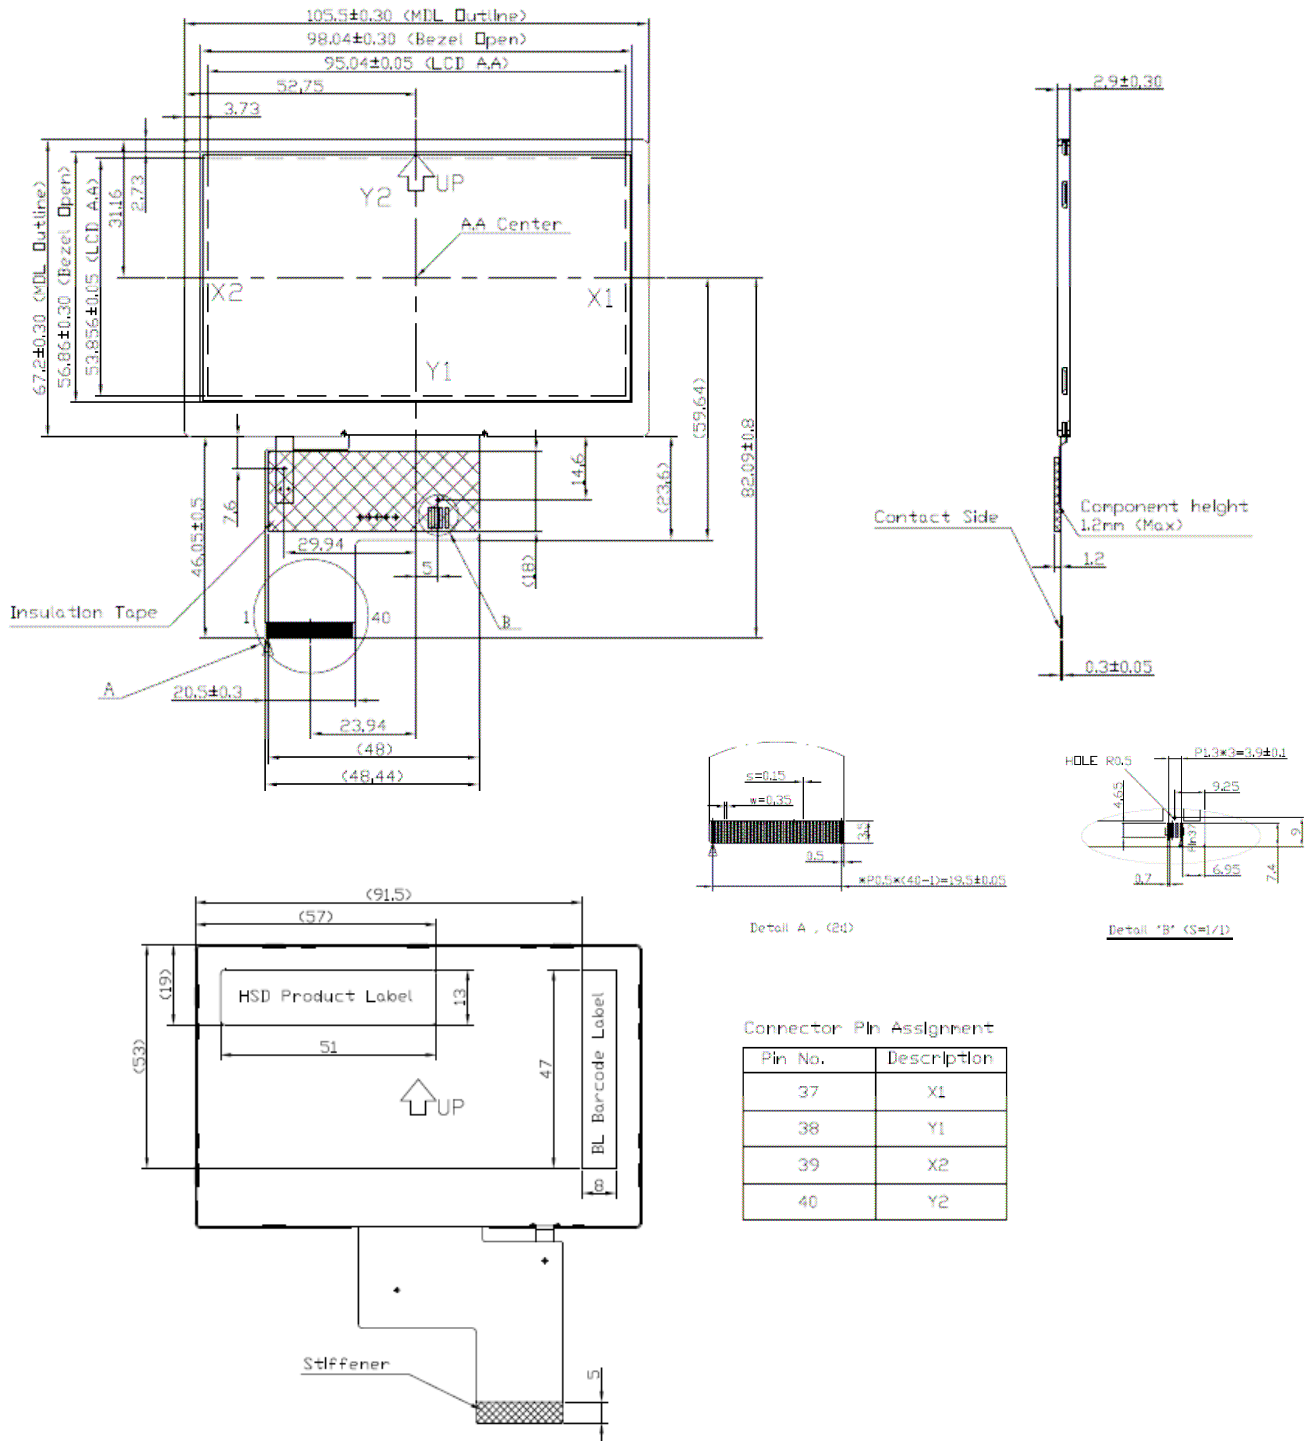 105.5±0.30 (MDL Outline)
98.04±0.30 (Bezel Open)
95.04±0.05 (LCD A.A)
52.75
3.73
2.9±0.30
67.2±0.30 (MDL Outline)
56.86±0.30 (Bezel Open)
53.856±0.05 (LCD A.A)
31.16
2.73
Y2
UP
A.A Center
X2
X1
Y1
(59.64)
82.09±0.8
46.05±0.5
7.6
14.6
(23.6)
29.94
5
(18)
Contact Side
Component height
1.2mm (Max)
1.2
Insulation Tape
1
40
B
A
0.3±0.05
20.5±0.3
23.94
(48)
(48.44)
s=0.15
w=0.35
3.5
0.5
*P0.5*(40-1)=19.5±0.05
Detail A , (2:1)
P1.3*3=3.9±0.1
HOLE R0.5
4.65
9.25
Pin37
9
7.4
0.7
6.95
Detail "B" (S=1/1)
(91.5)
(57)
(19)
(53)
HSD Product Label
13
51
47
BL Barcode Label
UP
8
Stiffener
5
Connector Pin Assignment
Pin No. Description
37 X1
38 Y1
39 X2
40 Y2